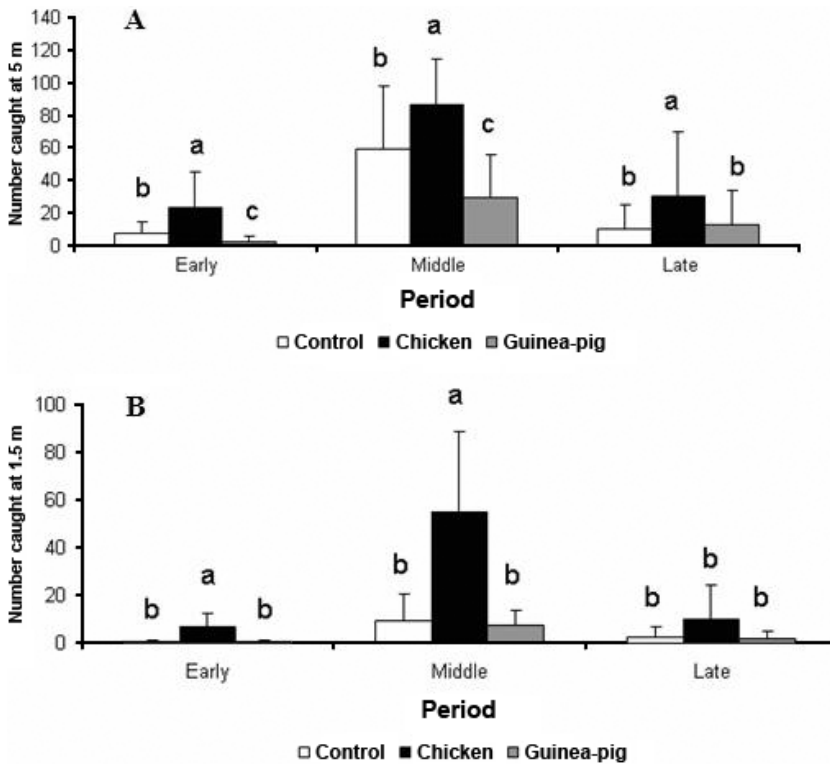 A
Number caught at 5 m
140
120
100
80
60
40
20
0
b a c
b a c
b a b
Early Middle Late
Period
Control Chicken Guinea-pig
B
Number caught at 1.5 m
100
80
60
40
20
0
b a b
b a b
b b b
Early Middle Late
Period
Control Chicken Guinea-pig